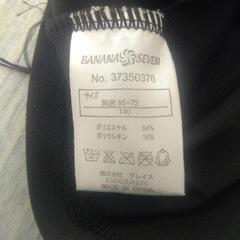 BANANA SEVEN
No. 37350376
サイズ
胸囲 65-72
140
ポリエステル 84%
ポリウレタン 16%
株式会社 グレイス
MADE IN CHINA